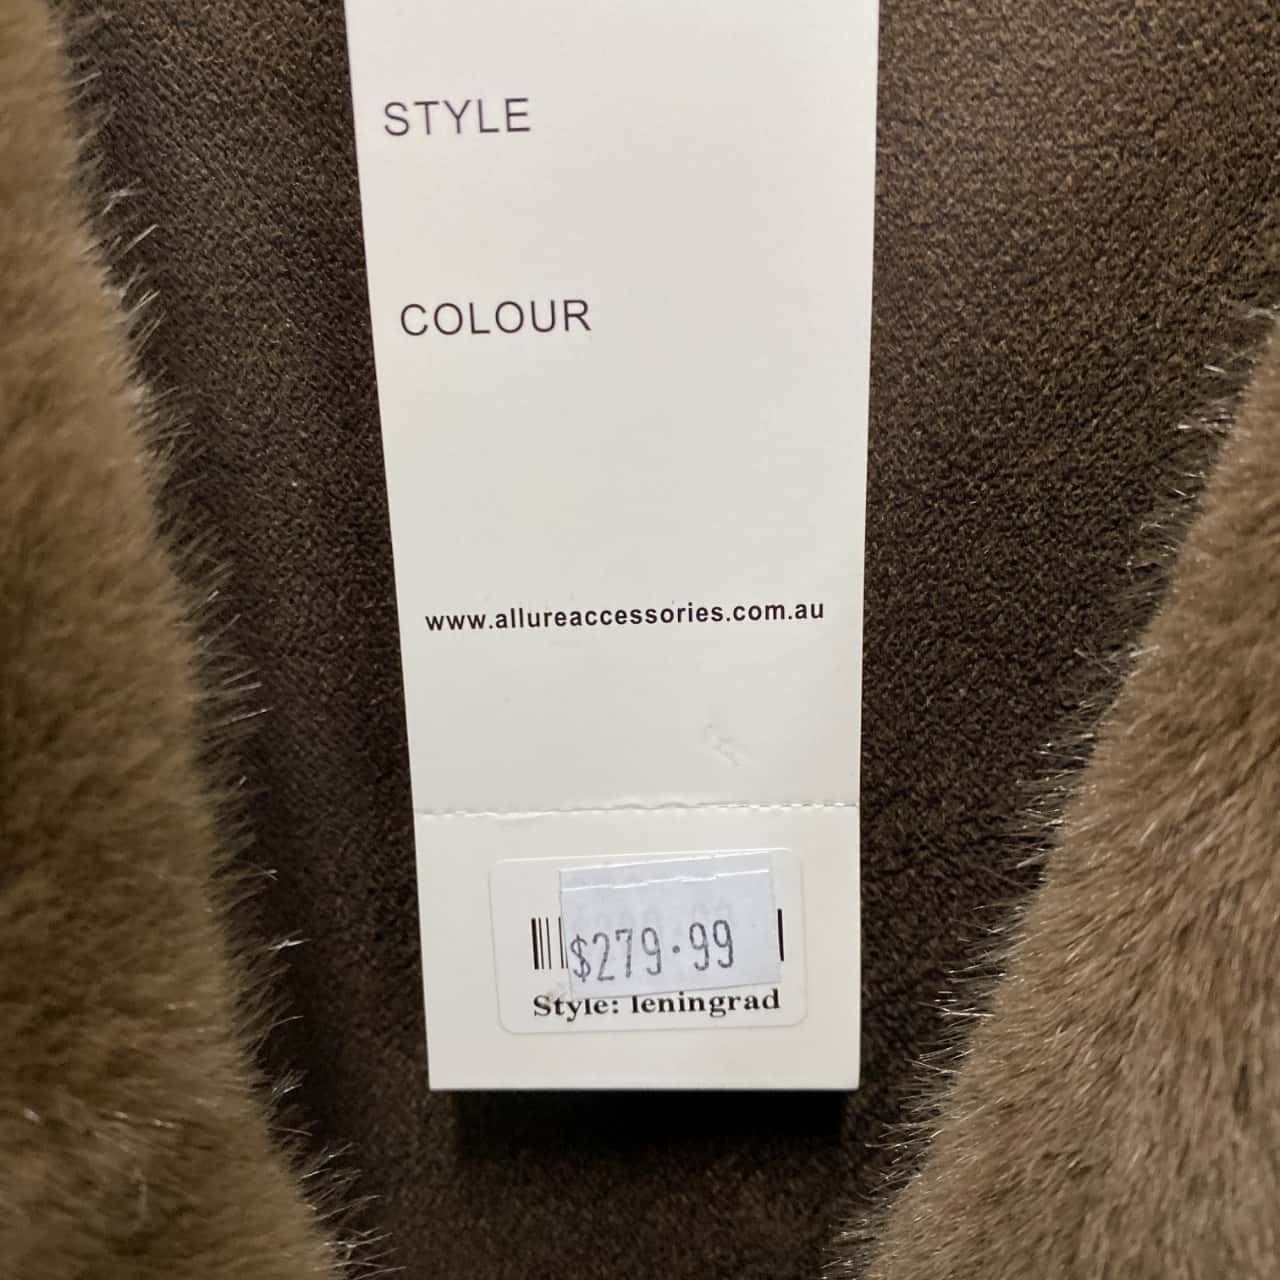 STYLE
COLOUR
www.allureaccessories.com.au
$279.99
Style: leningrad